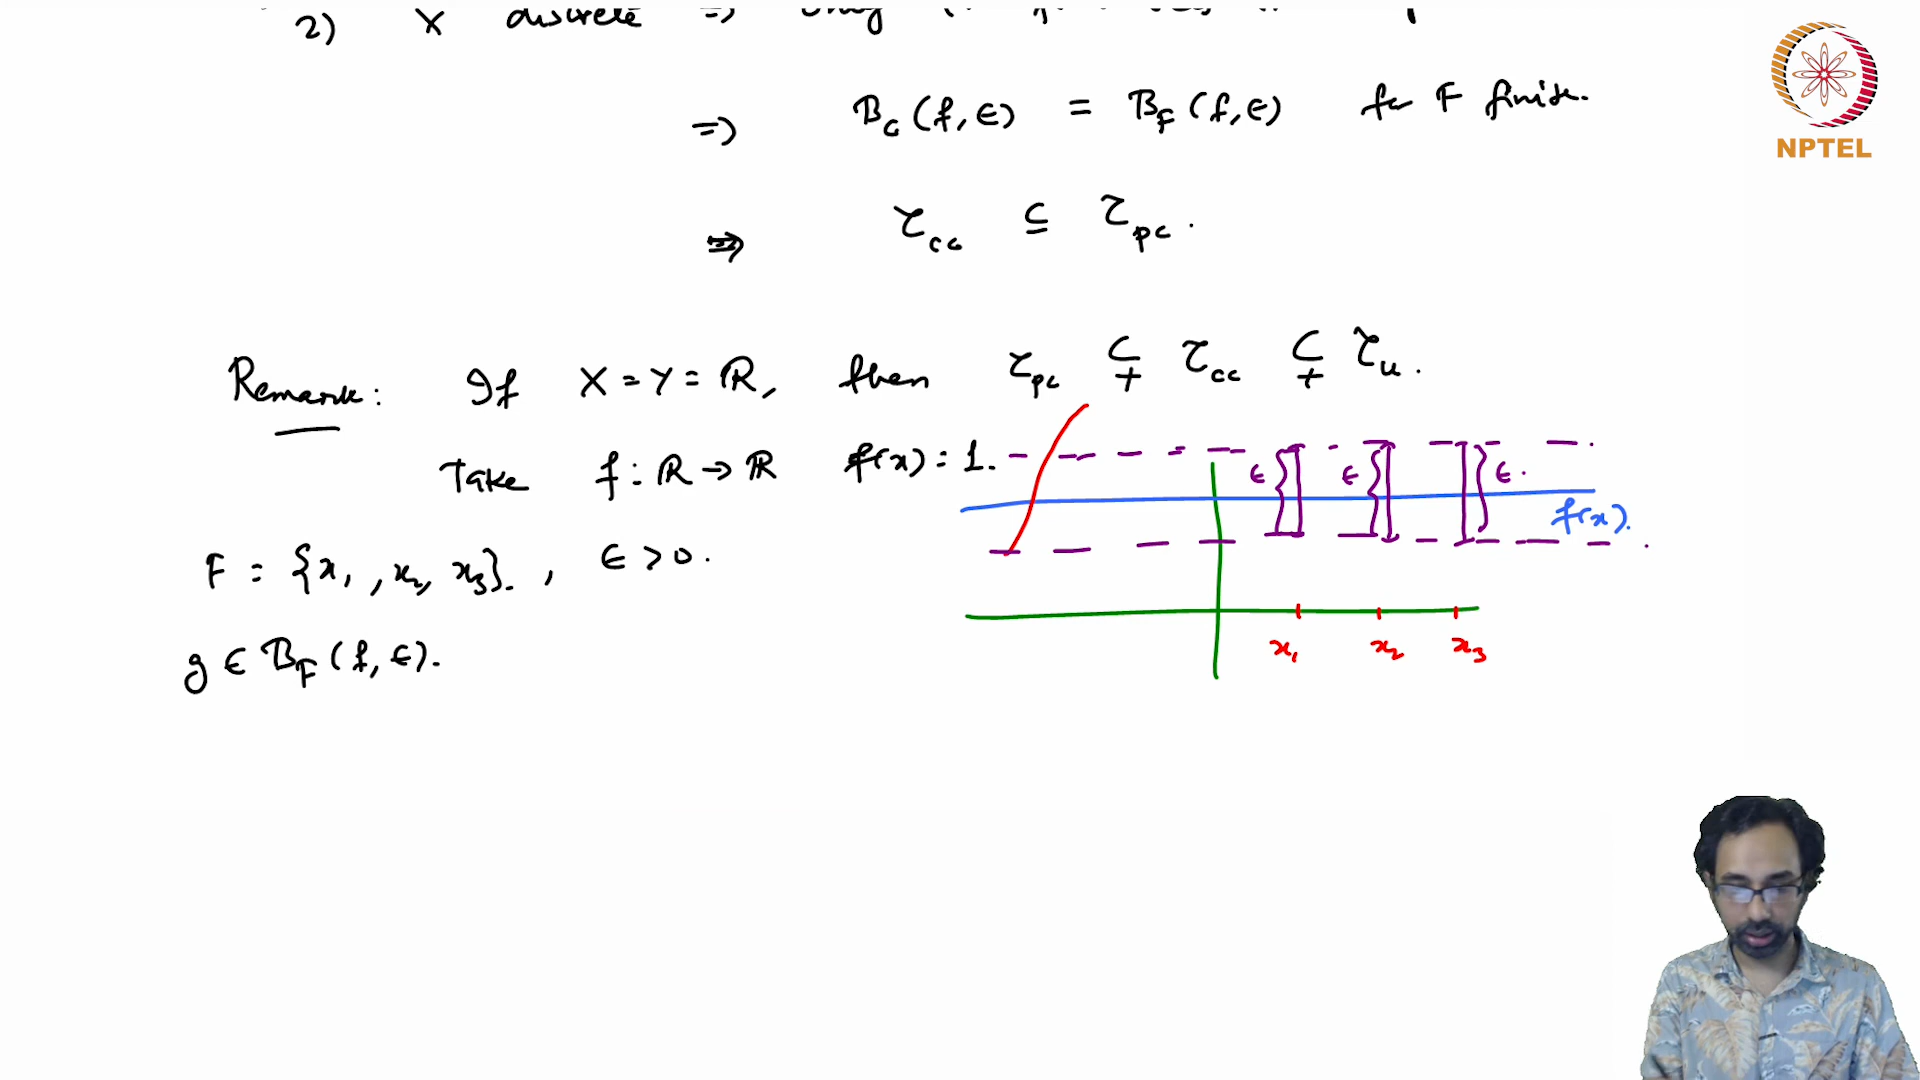 2) X discrete ⇒ only
⇒ B_C (f, ϵ) = B_F (f, ϵ) for F finite.
⇒ τ_cc ⊆ τ_pc .
NPTEL
Remark: If X = Y = ℝ, then τ_pc ⊊ τ_cc ⊊ τ_u .
Take f : ℝ → ℝ f(x) = 1.
ϵ ϵ ϵ .
f(x).
F = {x₁ , x₂, x₃}. , ϵ > 0 .
x₁ x₂ x₃
g ∈ B_F (f, ϵ).